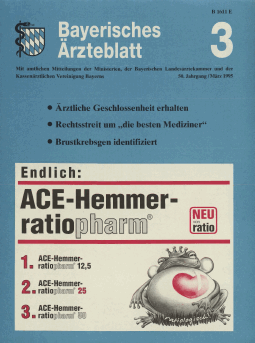 B 1611 E
Bayerisches
Ärzteblatt
3
Mit amtlichen Mitteilungen der Ministerien, der Bayerischen Landesärztekammer und der
Kassenärztlichen Vereinigung Bayerns
50. Jahrgang / März 1995
• Ärztliche Geschlossenheit erhalten
• Rechtsstreit um „die besten Mediziner“
• Brustkrebsgen identifiziert
Endlich:
ACE-Hemmer-
ratiopharm®
NEU
ratio
1. ACE-Hemmer-
ratiopharm® 12,5
2. ACE-Hemmer-
ratiopharm® 25
3. ACE-Hemmer-
ratiopharm® 50